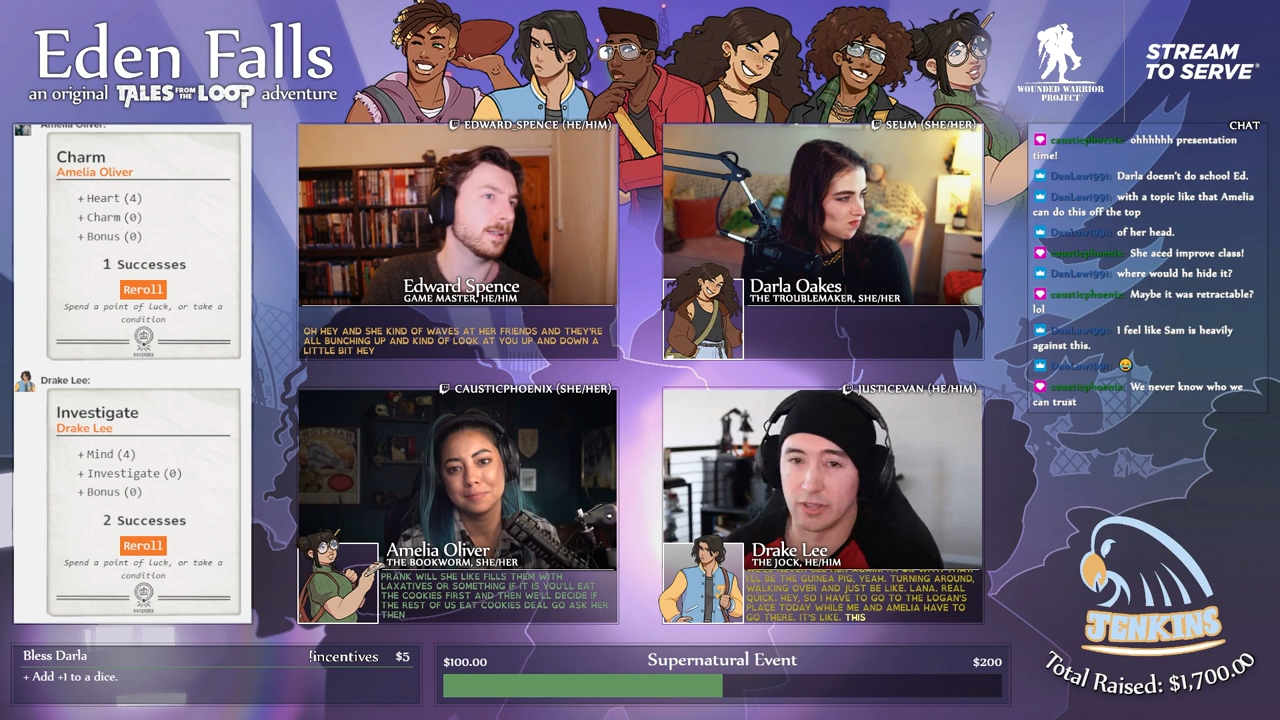 Eden Falls
an original TALES FROM THE LOOP adventure
WOUNDED WARRIOR
PROJECT
STREAM
TO SERVE
Amelia Oliver:
Charm
Amelia Oliver
+ Heart (4)
+ Charm (0)
+ Bonus (0)
1 Successes
Reroll
Spend a point of luck, or take a
condition
Drake Lee:
Investigate
Drake Lee
+ Mind (4)
+ Investigate (0)
+ Bonus (0)
2 Successes
Reroll
Spend a point of luck, or take a
condition
EDWARD_SPENCE (HE/HIM)
Edward Spence
GAME MASTER, HE/HIM
OH HEY AND SHE KIND OF WAVES AT HER FRIENDS AND THEY'RE
ALL BUNCHING UP AND KIND OF LOOK AT YOU UP AND DOWN A
LITTLE BIT HEY
SEUM (SHE/HER)
Darla Oakes
THE TROUBLEMAKER, SHE/HER
CAUSTICPHOENIX (SHE/HER)
Amelia Oliver
THE BOOKWORM, SHE/HER
PRANK WILL SHE LIKE FILLS THEM WITH
LAXATIVES OR SOMETHING IF IT IS YOU'LL EAT
THE COOKIES FIRST AND THEN WE'LL DECIDE IF
THE REST OF US EAT COOKIES DEAL GO ASK HER
THEN
JUSTICEVAN (HE/HIM)
Drake Lee
THE JOCK, HE/HIM
I'LL BE THE GUINEA PIG, YEAH. TURNING AROUND,
WALKING OVER AND JUST BE LIKE. LANA. REAL
QUICK. HEY, SO I HAVE TO GO TO THE LOGAN'S
PLACE TODAY WHILE ME AND AMELIA HAVE TO
GO THERE. IT'S LIKE. THIS
CHAT
causticphoenix: ohhhhhh presentation
time!
DanLaw1991: Darla doesn't do school Ed.
DanLaw1991: with a topic like that Amelia
can do this off the top
DanLaw1991: of her head.
causticphoenix: She aced improve class!
DanLaw1991: where would he hide it?
causticphoenix: Maybe it was retractable?
lol
DanLaw1991: I feel like Sam is heavily
against this.
DanLaw1991: 😅
causticphoenix: We never know who we
can trust
Bless Darla
!incentives $5
+ Add +1 to a dice.
$100.00
Supernatural Event
$200
JENKINS
Total Raised: $1,700.00